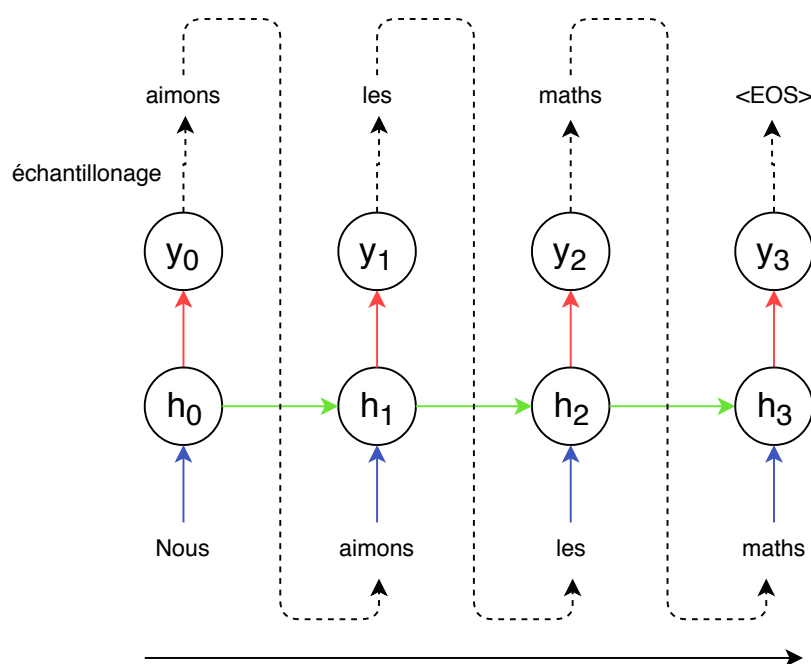 aimons les maths <EOS>
échantillonage
y0 y1 y2 y3
h0 h1 h2 h3
Nous aimons les maths